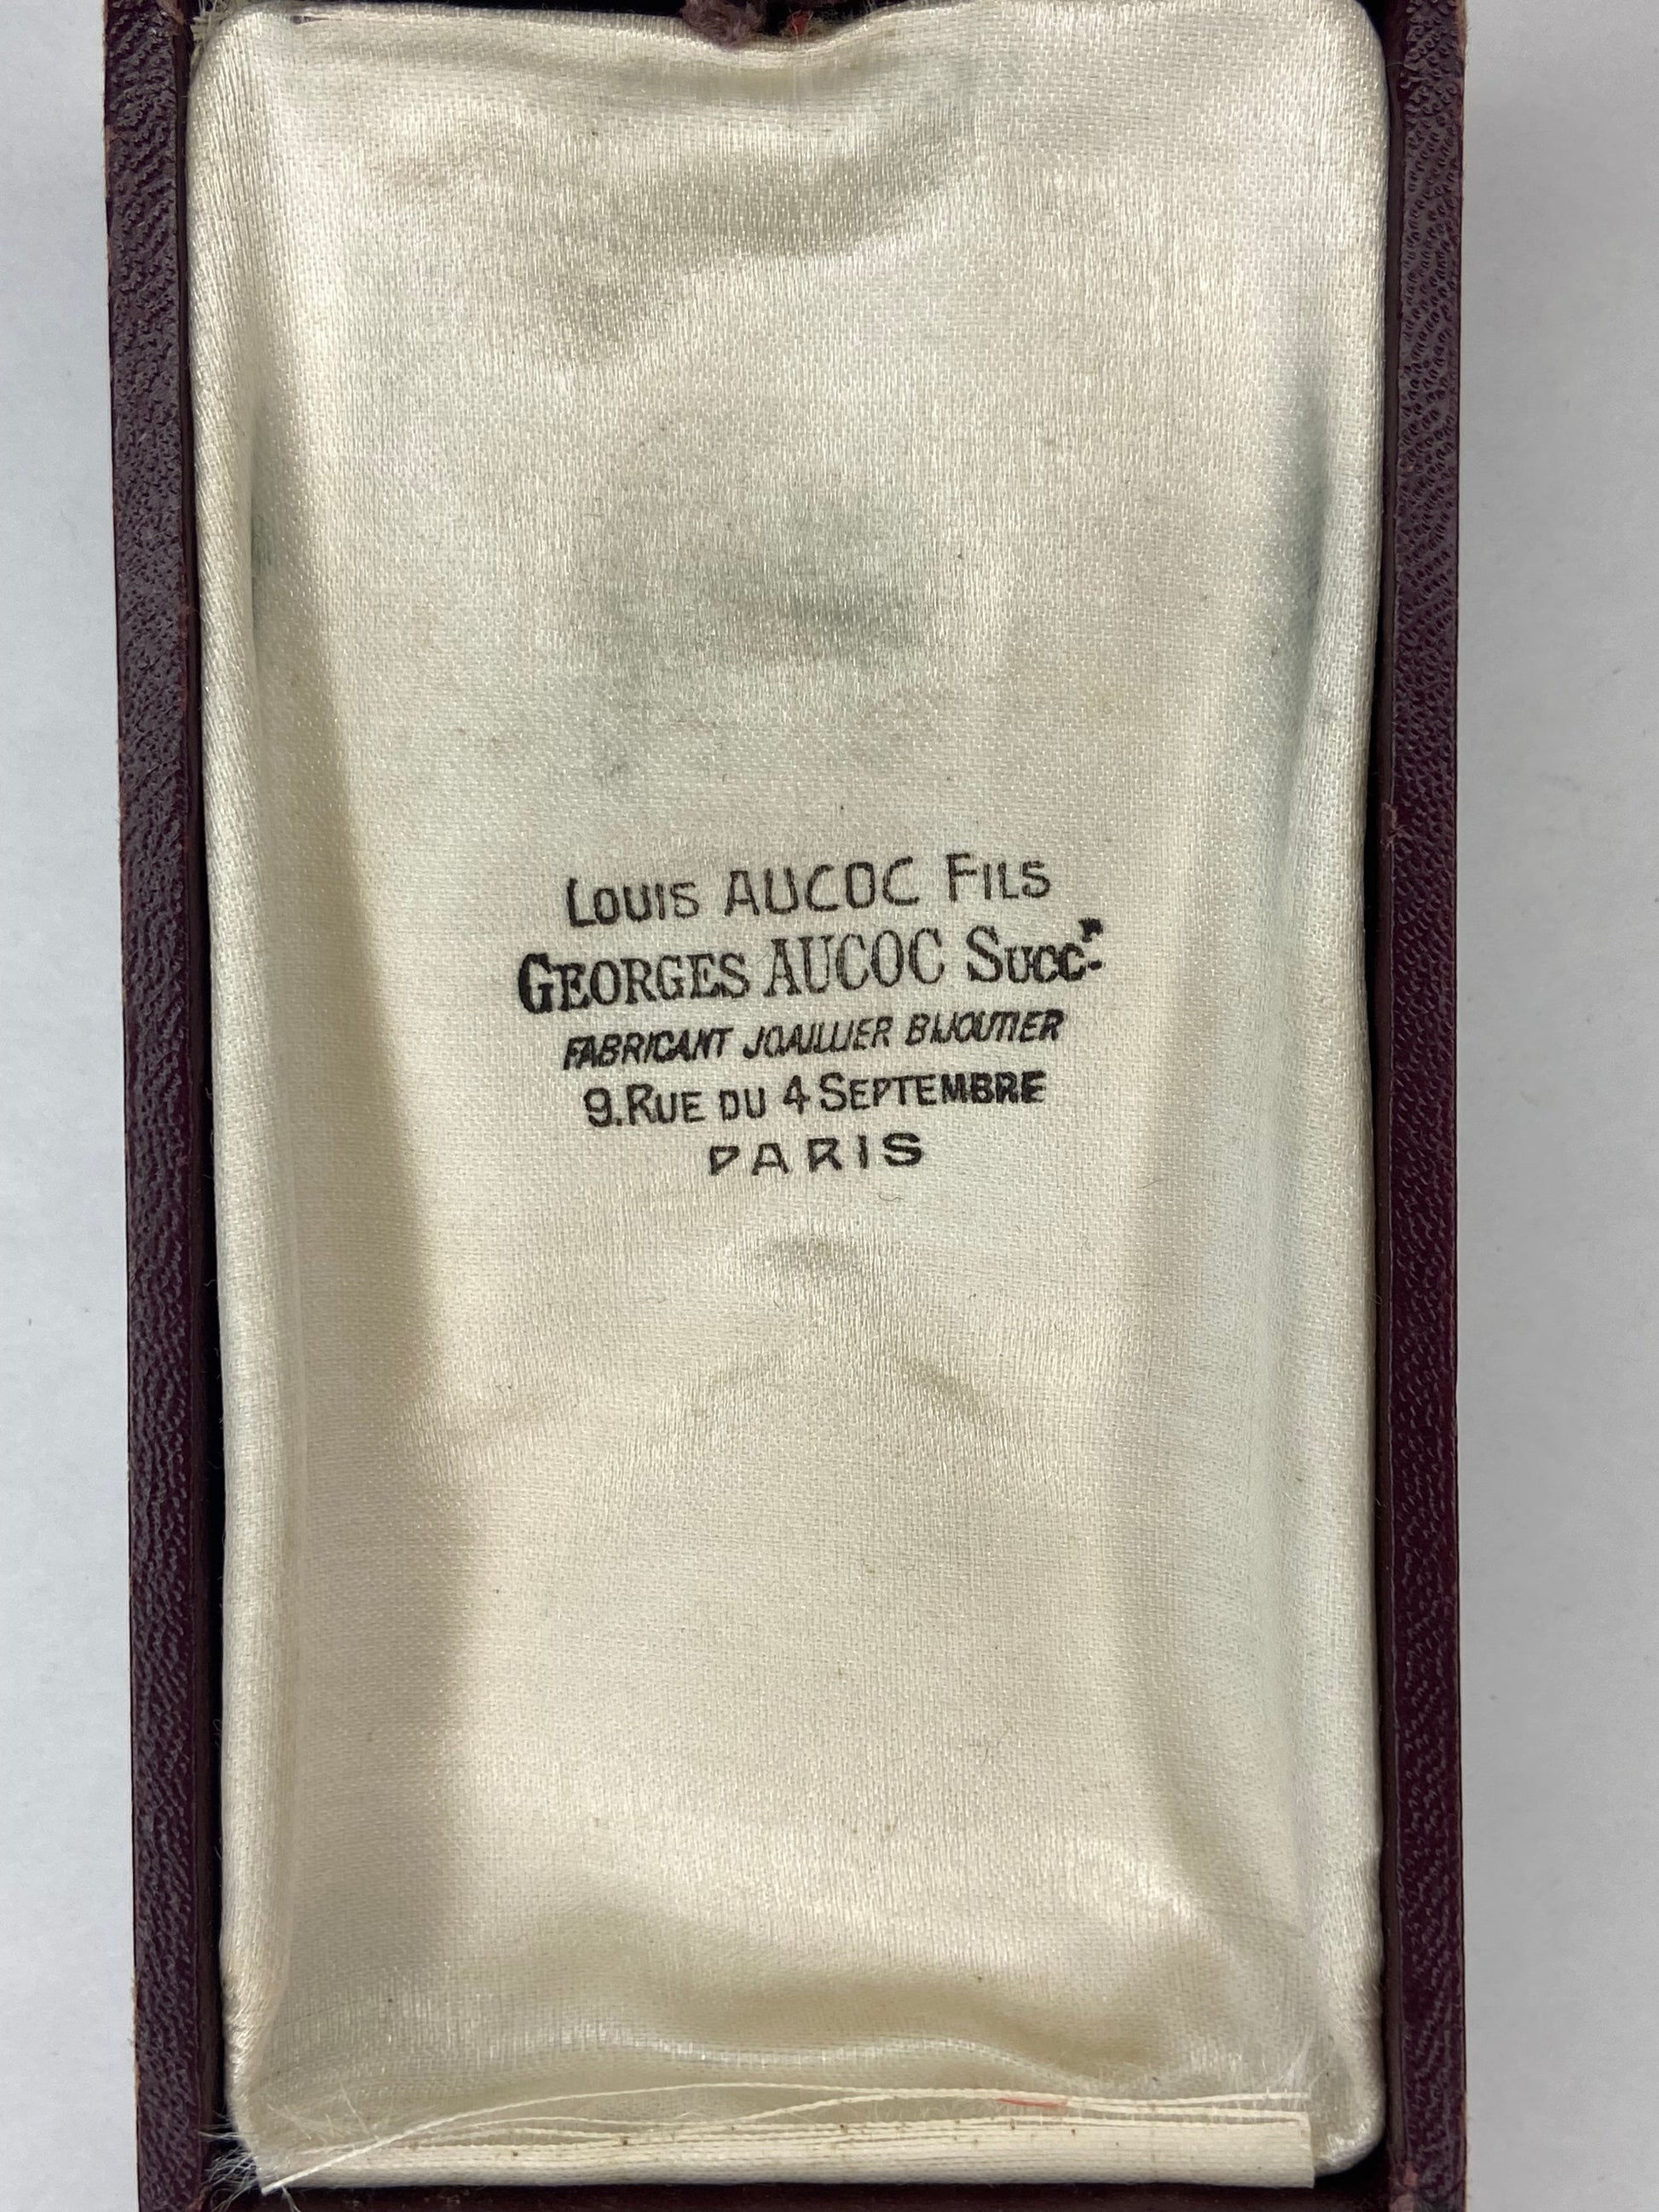 Louis AUCOC Fils
GEORGES AUCOC Succr
FABRICANT JOAILLIER BIJOUTIER
9.RUE DU 4 SEPTEMBRE
PARIS